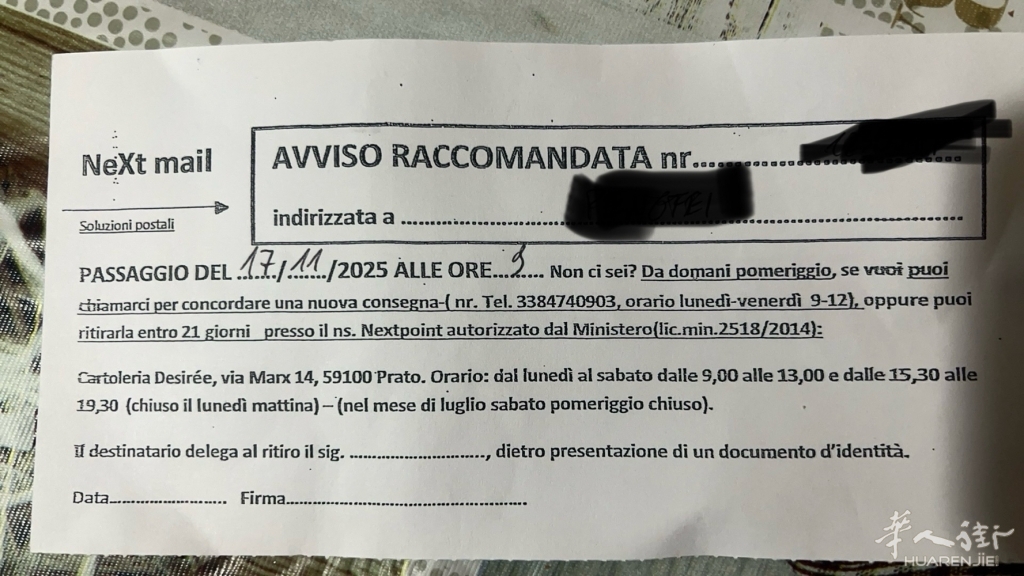 NeXt mail
Soluzioni postali
AVVISO RACCOMANDATA nr.
indirizzata a
PASSAGGIO DEL 17/11/2025 ALLE ORE 9 Non ci sei? Da domani pomeriggio, se vuoi puoi
chiamarci per concordare una nuova consegna-( nr. Tel. 3384740903, orario lunedì-venerdì 9-12), oppure puoi
ritirarla entro 21 giorni presso il ns. Nextpoint autorizzato dal Ministero(lic.min.2518/2014):
Cartoleria Desirée, via Marx 14, 59100 Prato. Orario: dal lunedì al sabato dalle 9,00 alle 13,00 e dalle 15,30 alle
19,30 (chiuso il lunedì mattina) – (nel mese di luglio sabato pomeriggio chiuso).
Il destinatario delega al ritiro il sig. ................................, dietro presentazione di un documento d'identità.
Data............................ Firma............................................................
华人街
HUARENJIE